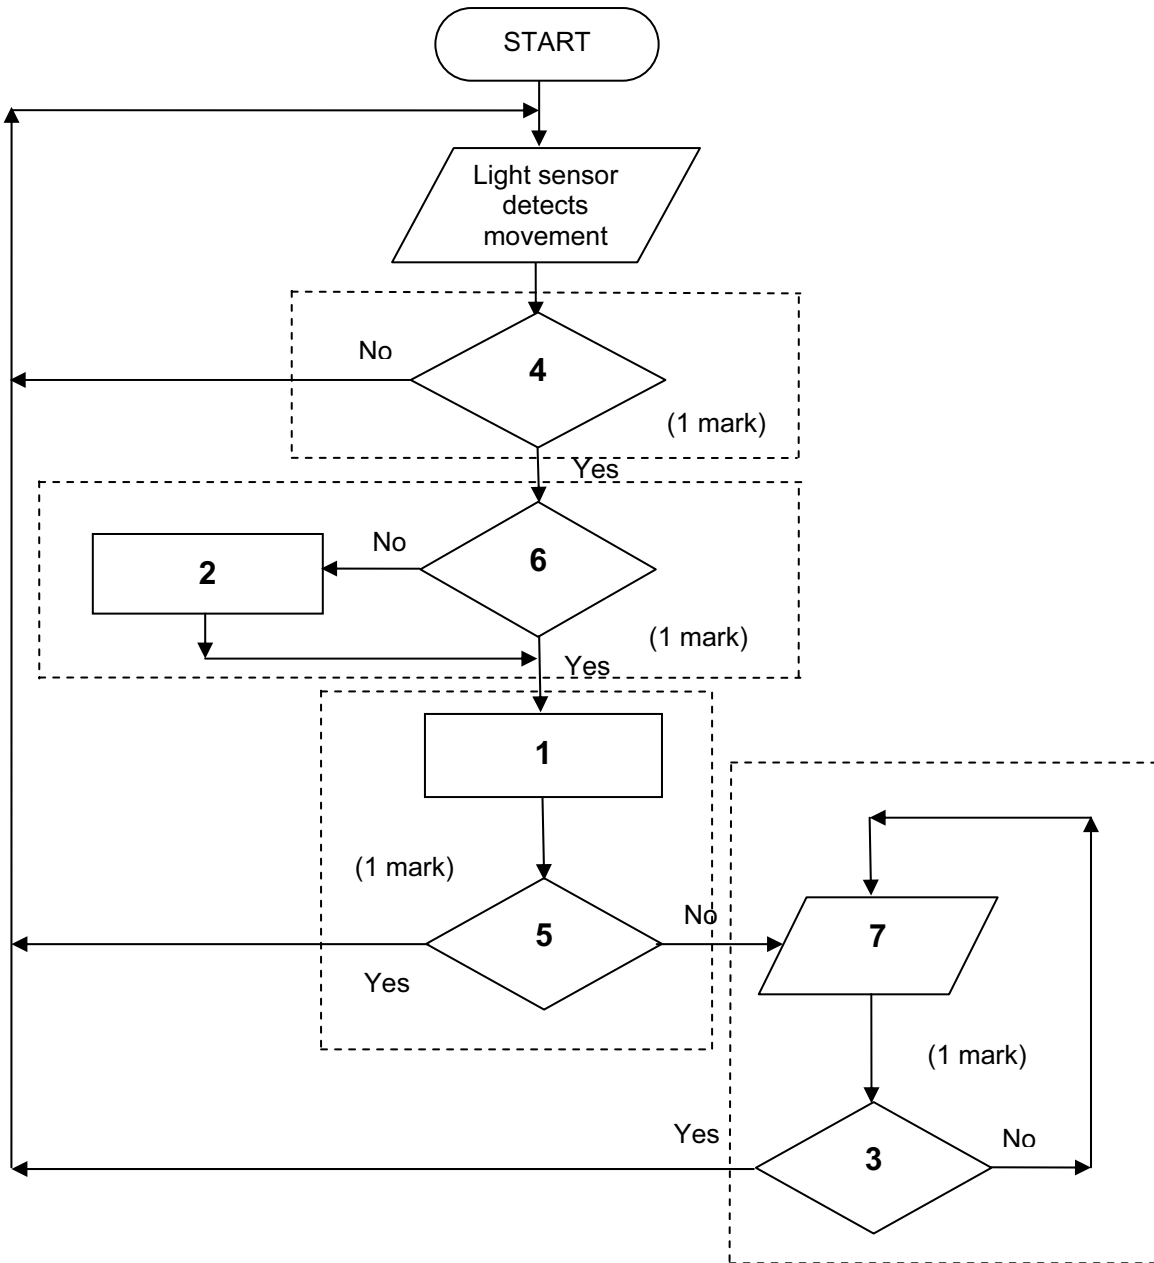 START
Light sensor
detects
movement
No
4
(1 mark)
Yes
No
6
2
(1 mark)
Yes
1
(1 mark)
No
5
7
Yes
(1 mark)
Yes
No
3